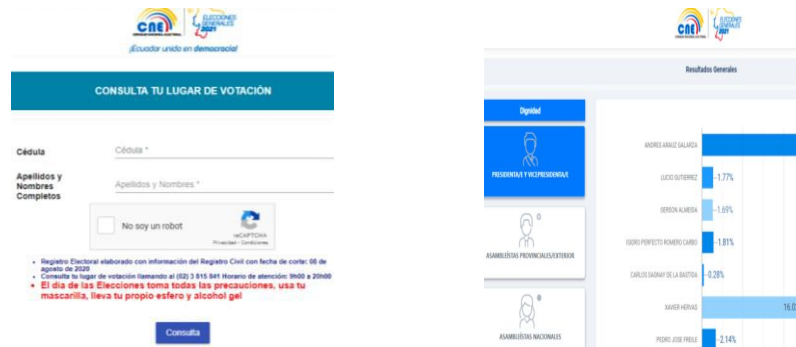 cne
ELECCIONES
GENERALES
2021
¡Ecuador unido en democracia!
CONSULTA TU LUGAR DE VOTACIÓN
Cédula
Cédula *
Apellidos y
Nombres
Completos
Apellidos y Nombres *
No soy un robot
reCAPTCHA
Privacidad - Condiciones
Registro Electoral elaborado con información del Registro Civil con fecha de corte: 08 de
agosto de 2020
Consulta tu lugar de votación llamando al (02) 3 815 841 Horario de atención: 9h00 a 20h00
El día de las Elecciones toma todas las precauciones, usa tu
mascarilla, lleva tu propio esfero y alcohol gel
Consulta
cne
ELECCIONES
GENERALES
2021
Resultados Generales
Dignidad
PRESIDENTA/E Y VICEPRESIDENTA/E
ASAMBLEÍSTAS PROVINCIALES/EXTERIOR
ASAMBLEÍSTAS NACIONALES
ANDRES ARAUZ GALARZA
LUCIO GUTIERREZ
1.77%
GERSON ALMEIDA
1.69%
ISIDRO PERFECTO ROMERO CARBO
1.81%
CARLOS SAGNAY DE LA BASTIDA
0.28%
XAVIER HERVAS
16.0
PEDRO JOSE FREILE
2.14%